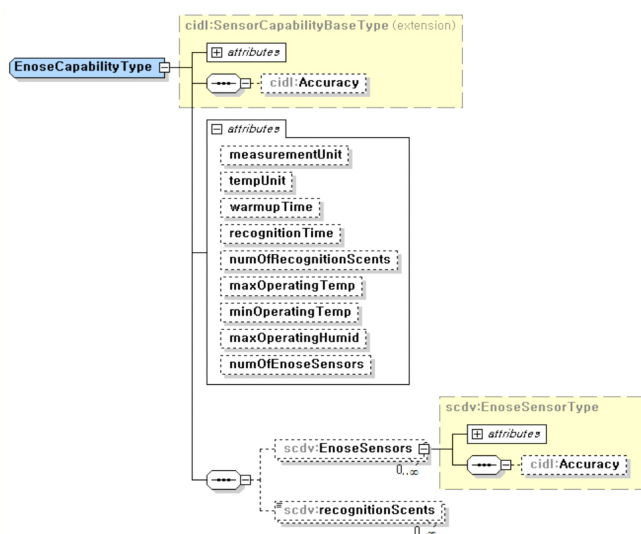 cidl:SensorCapabilityBaseType (extension)
attributes
EnoseCapabilityType
cidl:Accuracy
attributes
measurementUnit
tempUnit
warmupTime
recognitionTime
numOfRecognitionScents
maxOperatingTemp
minOperatingTemp
maxOperatingHumid
numOfEnoseSensors
scdv:EnoseSensorType
attributes
scdv:EnoseSensors
0..∞
cidl:Accuracy
scdv:recognitionScents
0..∞